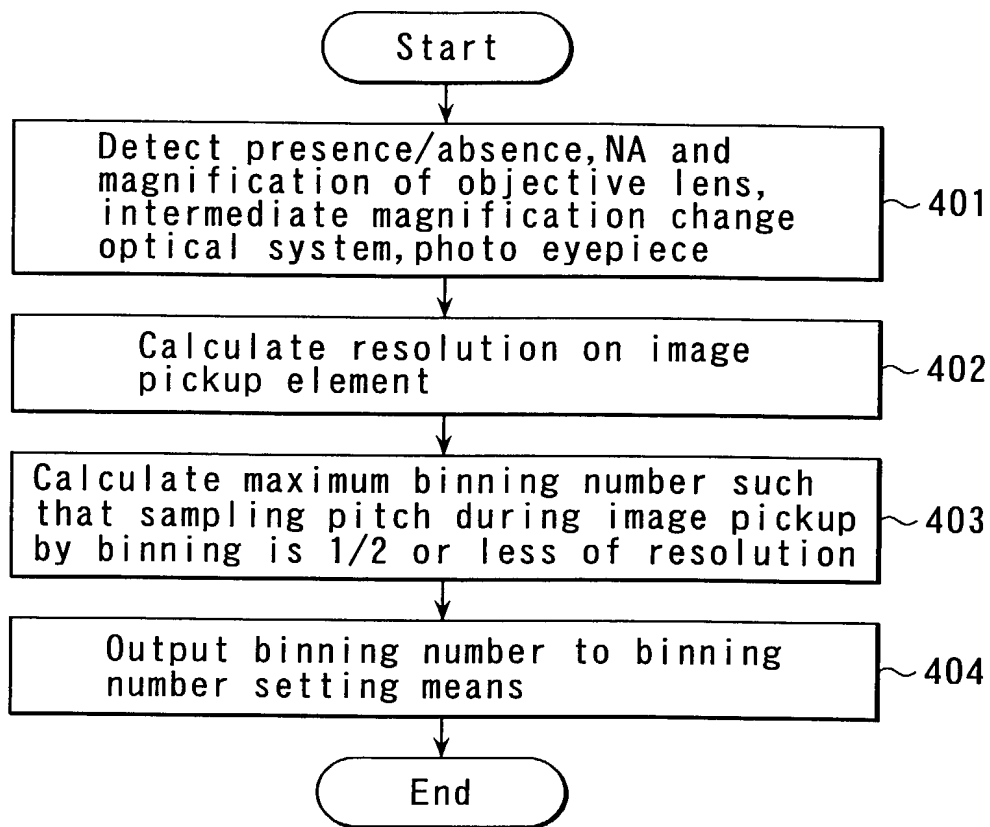 Start
Detect presence/absence,NA and
magnification of objective lens,
intermediate magnification change
optical system,photo eyepiece
401
Calculate resolution on image
pickup element
402
Calculate maximum binning number such
that sampling pitch during image pickup
by binning is 1/2 or less of resolution
403
Output binning number to binning
number setting means
404
End